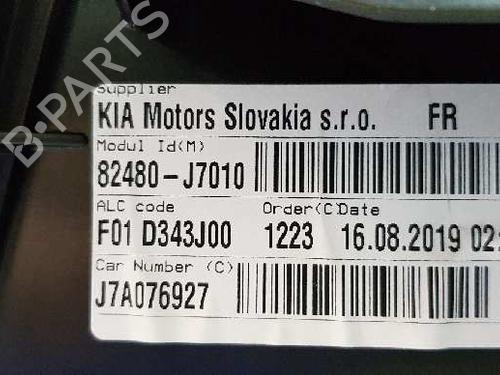 Supplier
KIA Motors Slovakia s.r.o. FR
Modul Id(M)
82480-J7010
ALC code Order(C)Date
F01 D343J00 1223 16.08.2019 02:
Car Number (C)
J7A076927
B-PARTS